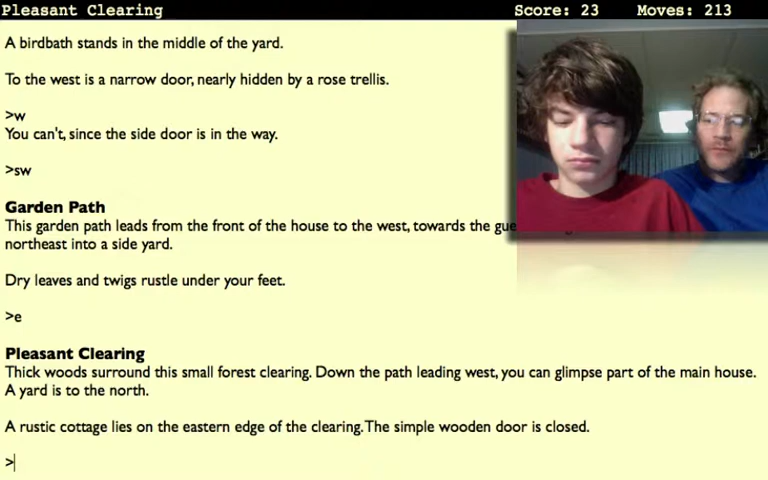 Pleasant Clearing Score: 23 Moves: 213
A birdbath stands in the middle of the yard.
To the west is a narrow door, nearly hidden by a rose trellis.
>w
You can't, since the side door is in the way.
>sw
Garden Path
This garden path leads from the front of the house to the west, towards the gue
northeast into a side yard.
Dry leaves and twigs rustle under your feet.
>e
Pleasant Clearing
Thick woods surround this small forest clearing. Down the path leading west, you can glimpse part of the main house.
A yard is to the north.
A rustic cottage lies on the eastern edge of the clearing. The simple wooden door is closed.
>